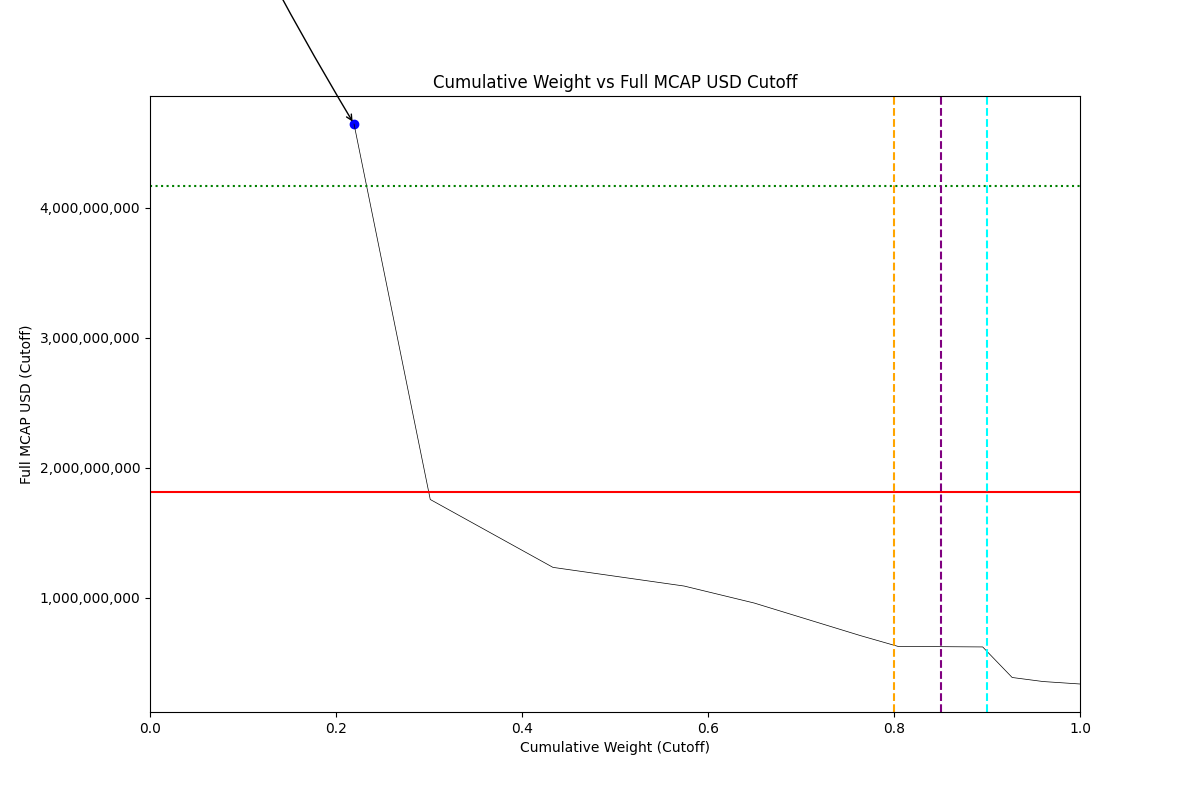 Cumulative Weight vs Full MCAP USD Cutoff
Full MCAP USD (Cutoff)
4,000,000,000
3,000,000,000
2,000,000,000
1,000,000,000
0.0 0.2 0.4 0.6 0.8 1.0
Cumulative Weight (Cutoff)